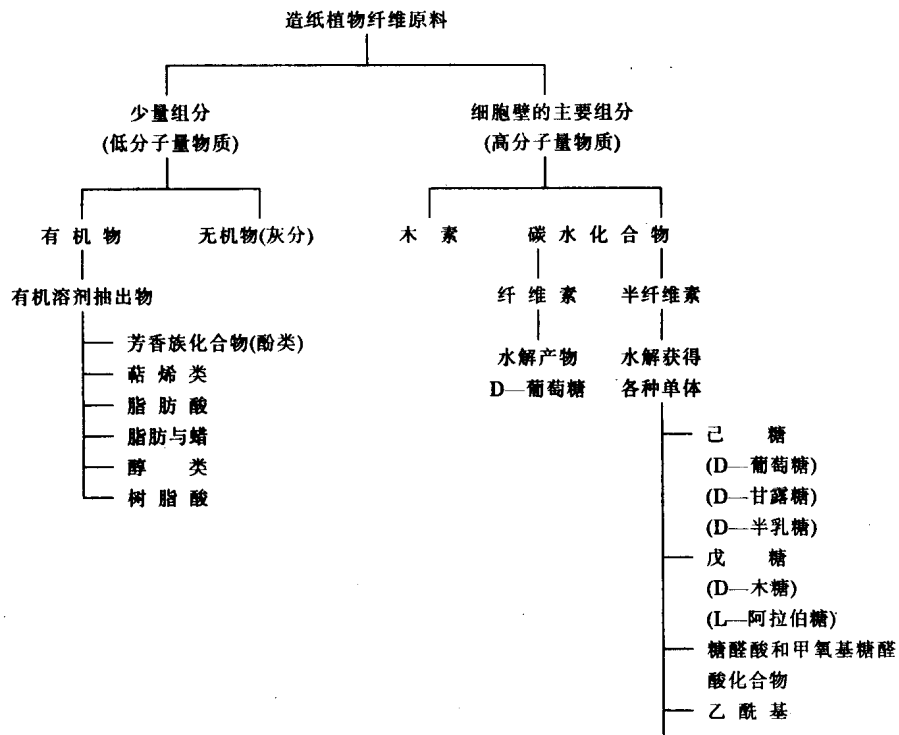 造纸植物纤维原料
少量组分
(低分子量物质)
细胞壁的主要组分
(高分子量物质)
有机物
无机物(灰分)
木素
碳水化合物
有机溶剂抽出物
纤维素
半纤维素
芳香族化合物(酚类)
萜烯类
脂肪酸
脂肪与蜡
醇类
树脂酸
水解产物
D—葡萄糖
水解获得
各种单体
己糖
(D—葡萄糖)
(D—甘露糖)
(D—半乳糖)
戊糖
(D—木糖)
(L—阿拉伯糖)
糖醛酸和甲氧基糖醛
酸化合物
乙酰基